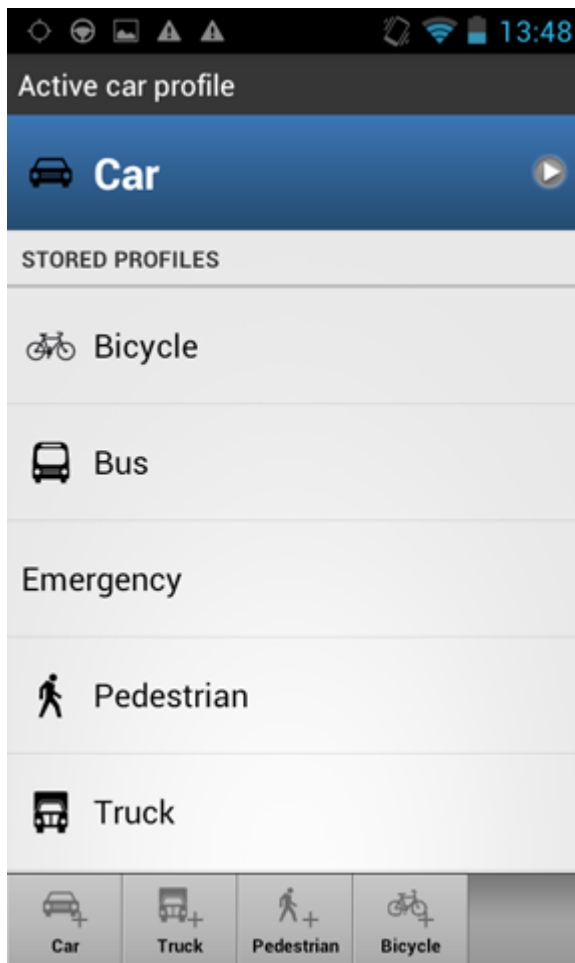 13:48
Active car profile
Car
STORED PROFILES
Bicycle
Bus
Emergency
Pedestrian
Truck
Car Truck Pedestrian Bicycle